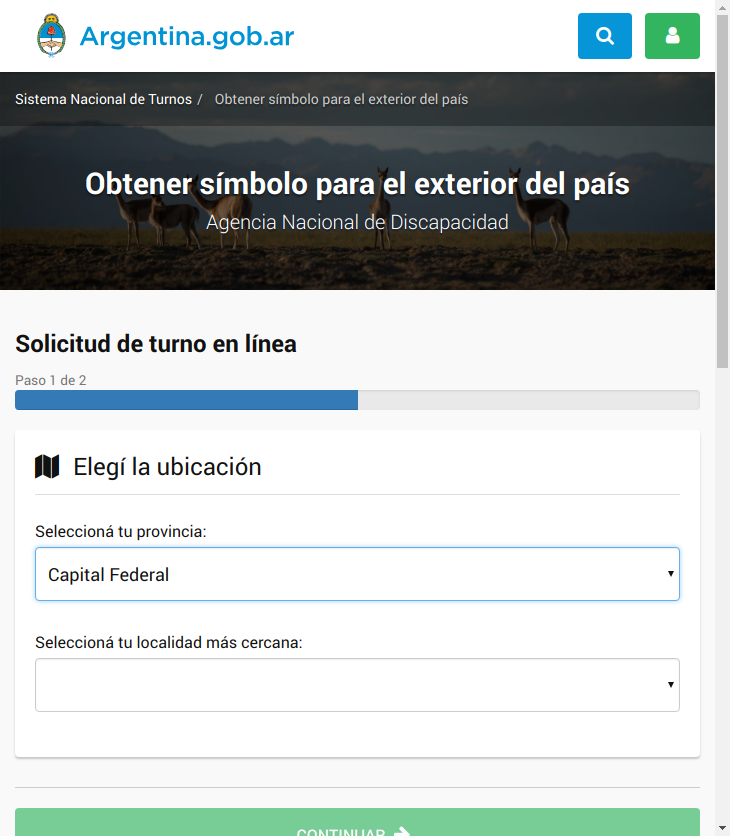 Argentina.gob.ar
Sistema Nacional de Turnos / Obtener símbolo para el exterior del país
Obtener símbolo para el exterior del país
Agencia Nacional de Discapacidad
Solicitud de turno en línea
Paso 1 de 2
Elegí la ubicación
Seleccioná tu provincia:
Capital Federal
Seleccioná tu localidad más cercana:
CONTINUAR